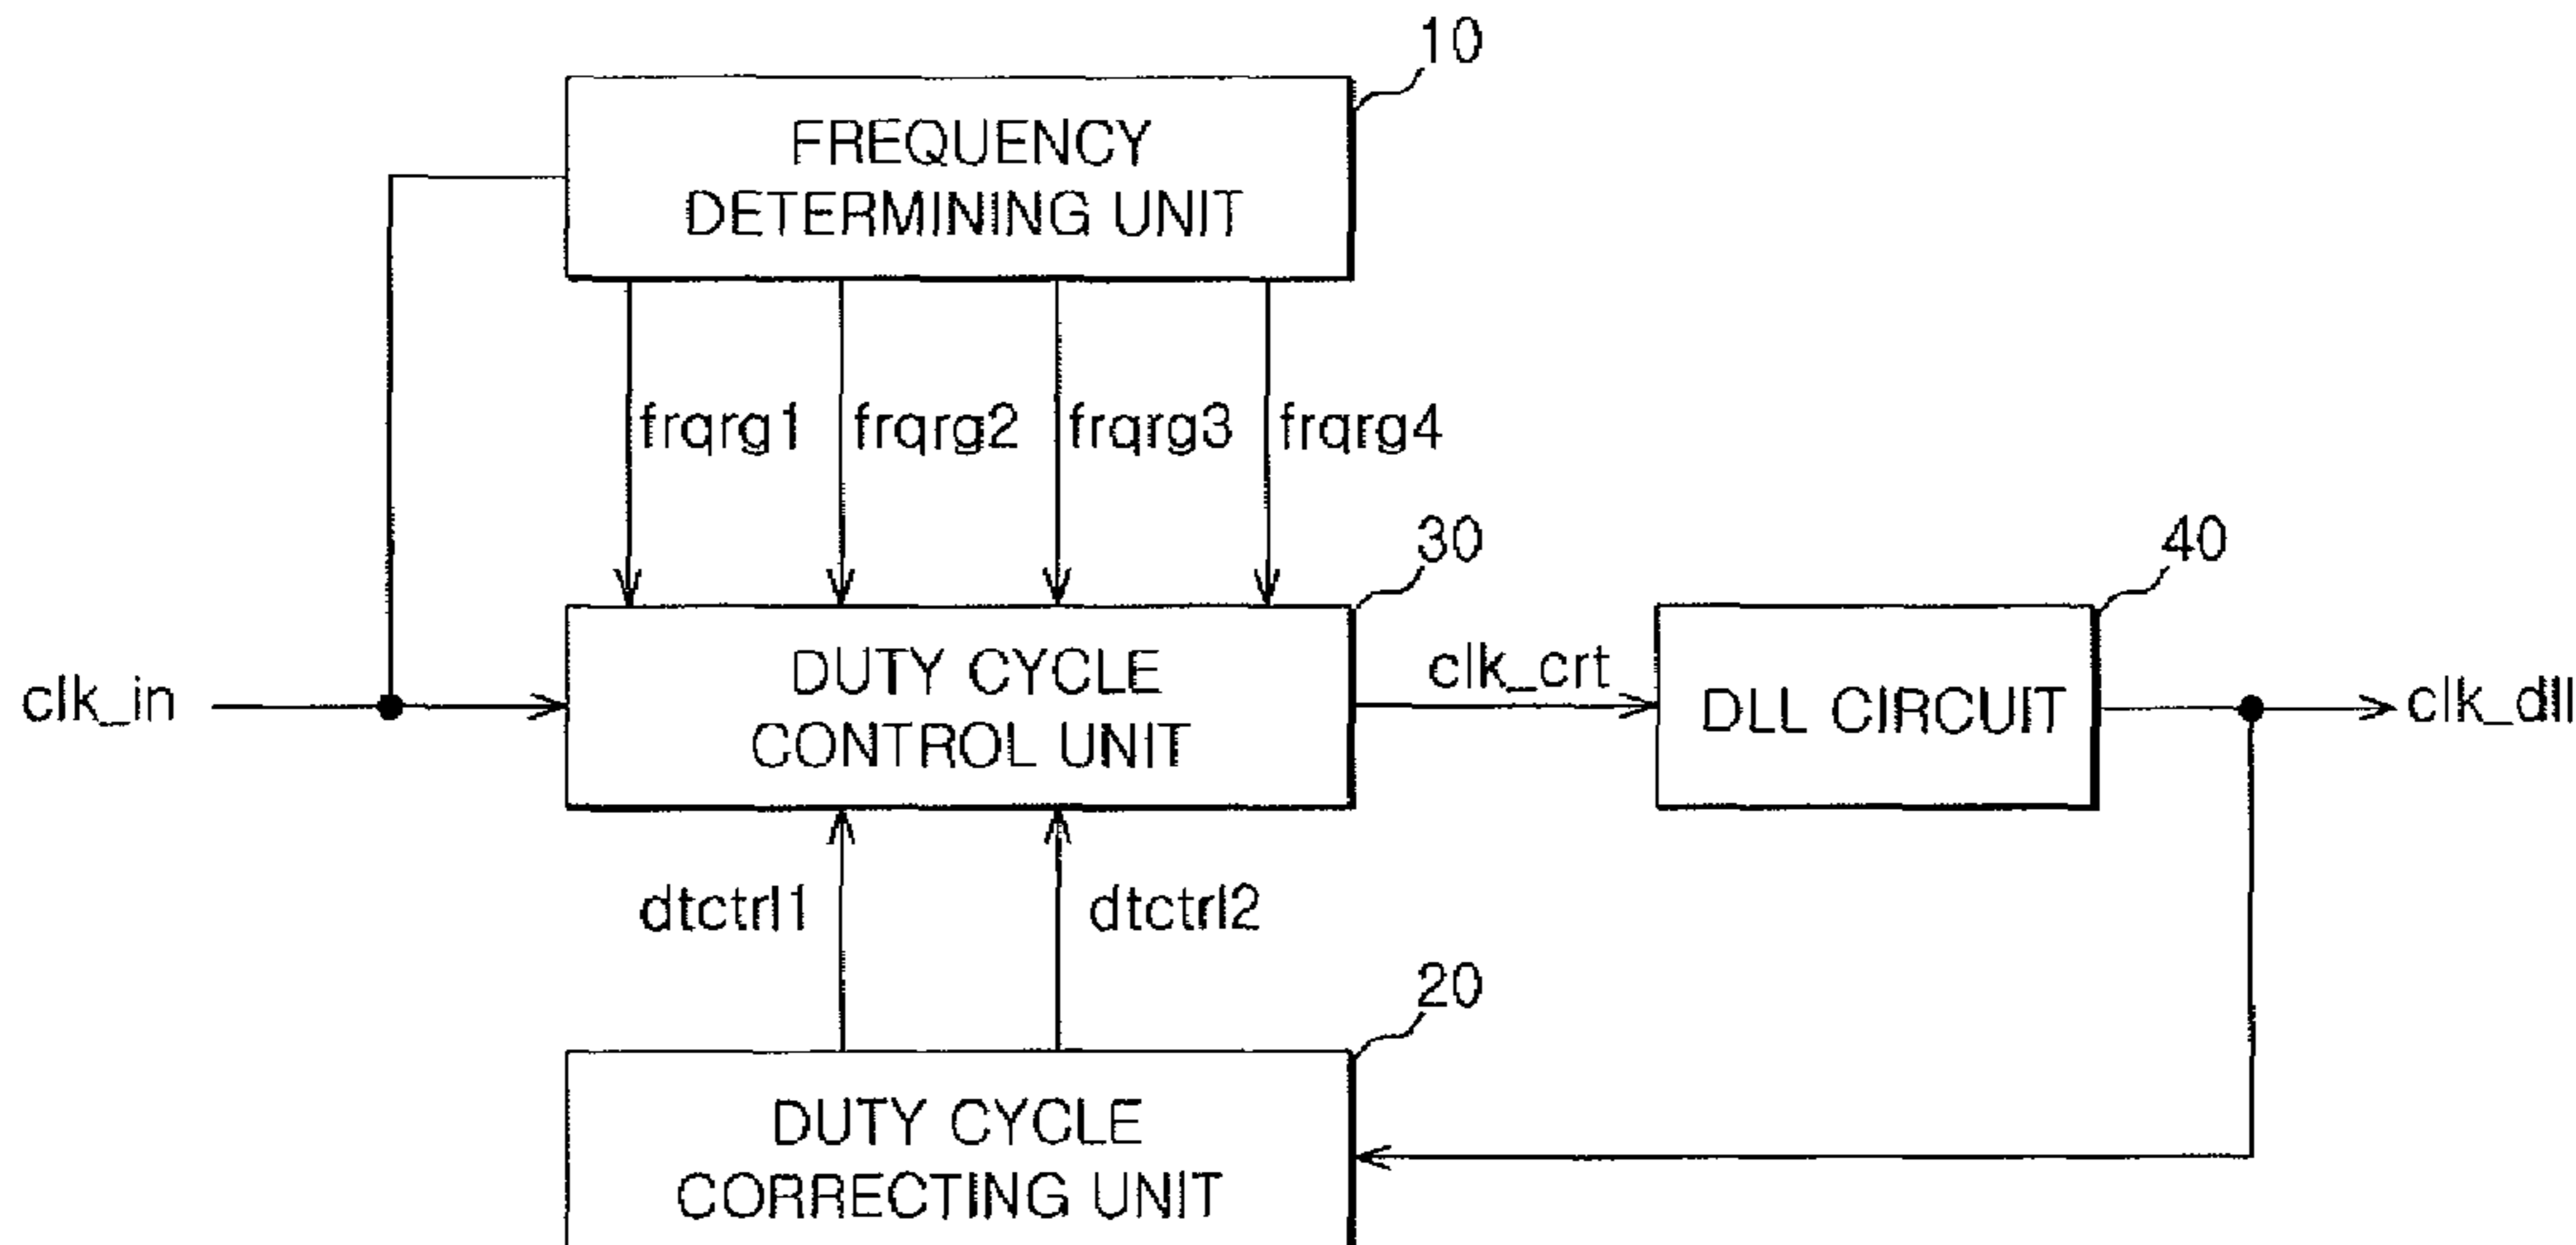 10
FREQUENCY
DETERMINING UNIT
frqrg1 frqrg2 frqrg3 frqrg4
30
40
clk_in
DUTY CYCLE
CONTROL UNIT
clk_crt
DLL CIRCUIT
clk_dll
dtctrl1 dtctrl2
20
DUTY CYCLE
CORRECTING UNIT